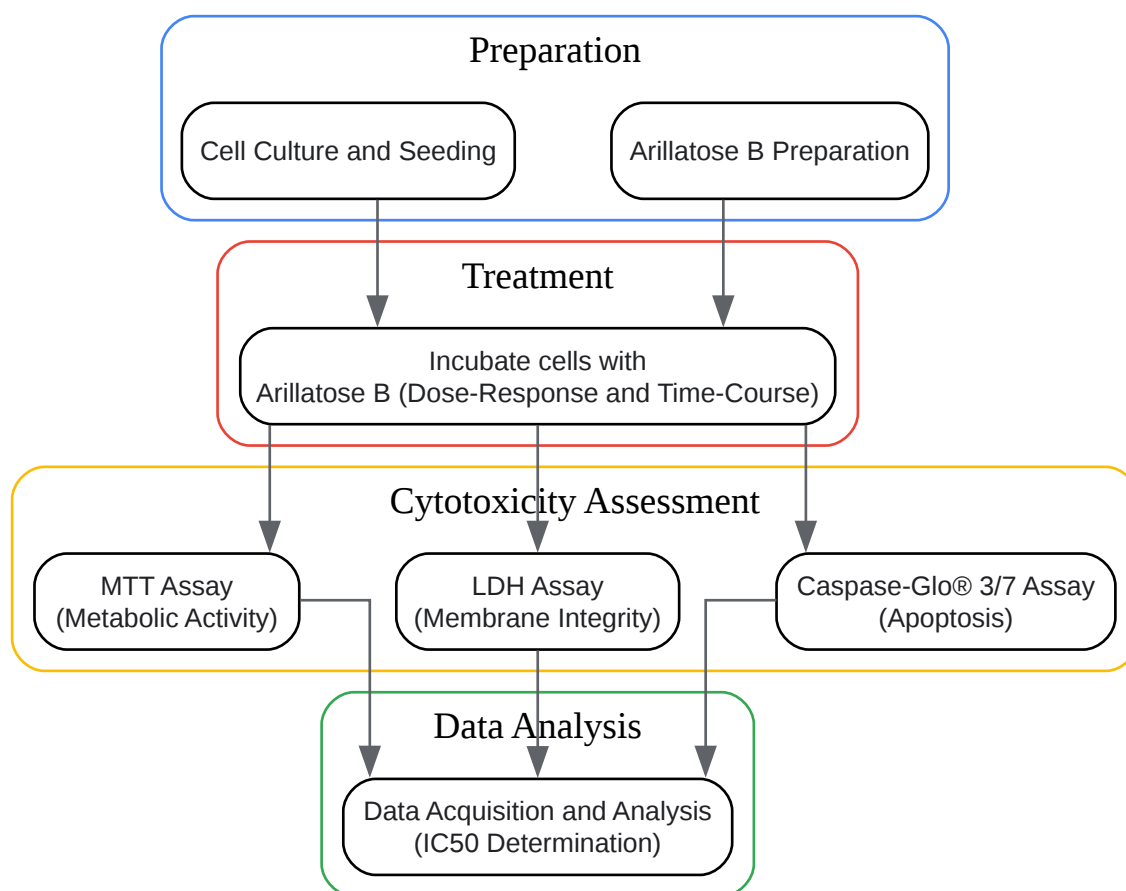 Preparation
Cell Culture and Seeding
Arillatose B Preparation
Treatment
Incubate cells with
Arillatose B (Dose-Response and Time-Course)
Cytotoxicity Assessment
MTT Assay
(Metabolic Activity)
LDH Assay
(Membrane Integrity)
Caspase-Glo® 3/7 Assay
(Apoptosis)
Data Analysis
Data Acquisition and Analysis
(IC50 Determination)